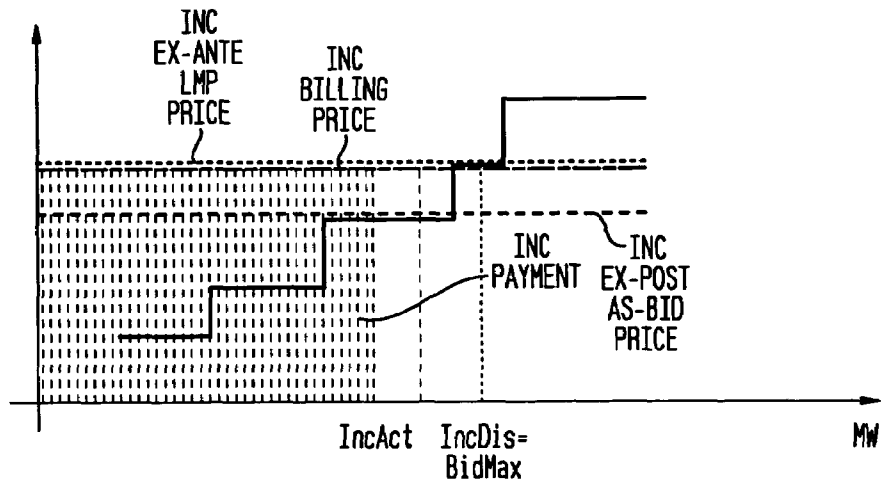 INC
EX-ANTE
LMP
PRICE
INC
BILLING
PRICE
INC
PAYMENT
INC
EX-POST
AS-BID
PRICE
IncAct
IncDis=
BidMax
MW